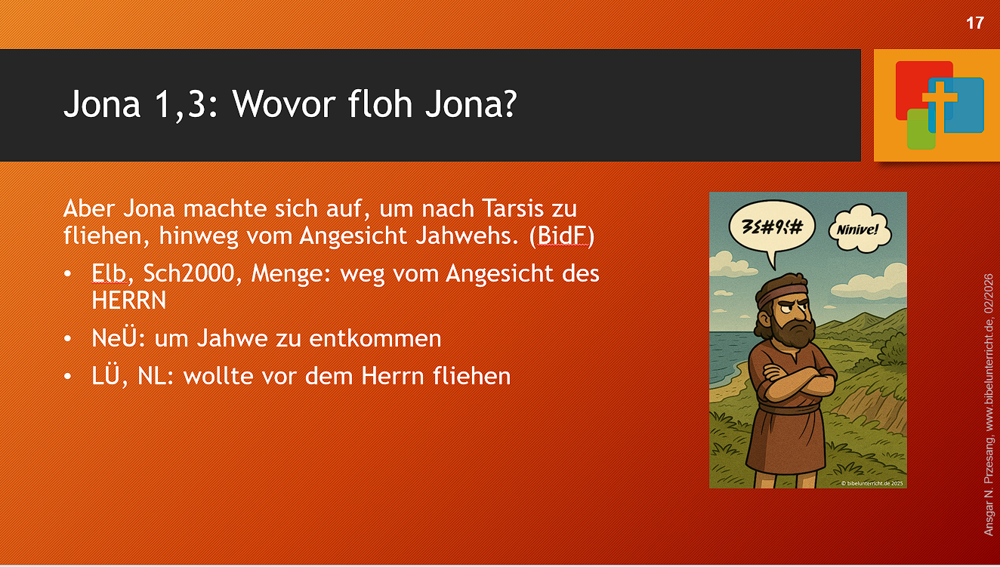 17
Jona 1,3: Wovor floh Jona?
Aber Jona machte sich auf, um nach Tarsis zu
fliehen, hinweg vom Angesicht Jahwehs. (BidF)
• Elb, Sch2000, Menge: weg vom Angesicht des
HERRN
• NeÜ: um Jahwe zu entkommen
• LÜ, NL: wollte vor dem Herrn fliehen
Ninive!
© bibelunterricht.de 2025
Ansgar N. Przesang, www.bibelunterricht.de, 02/2026